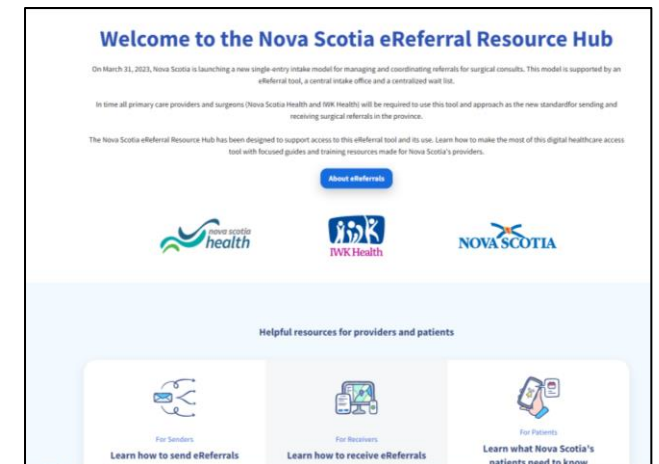 Welcome to the Nova Scotia eReferral Resource Hub
On March 31, 2023, Nova Scotia is launching a new single-entry intake model for managing and coordinating referrals for surgical consults. This model is supported by an
eReferral tool, a central intake office and a centralized wait list.
In time all primary care providers and surgeons (Nova Scotia Health and IWK Health) will be required to use this tool and approach as the new standardfor sending and
receiving surgical referrals in the province.
The Nova Scotia eReferral Resource Hub has been designed to support access to this eReferral tool and its use. Learn how to make the most of this digital healthcare access
tool with focused guides and training resources made for Nova Scotia's providers.
About eReferrals
nova scotia
health
IWK Health
NOVA SCOTIA
Helpful resources for providers and patients
For Senders
Learn how to send eReferrals
For Receivers
Learn how to receive eReferrals
For Patients
Learn what Nova Scotia's
patients need to know